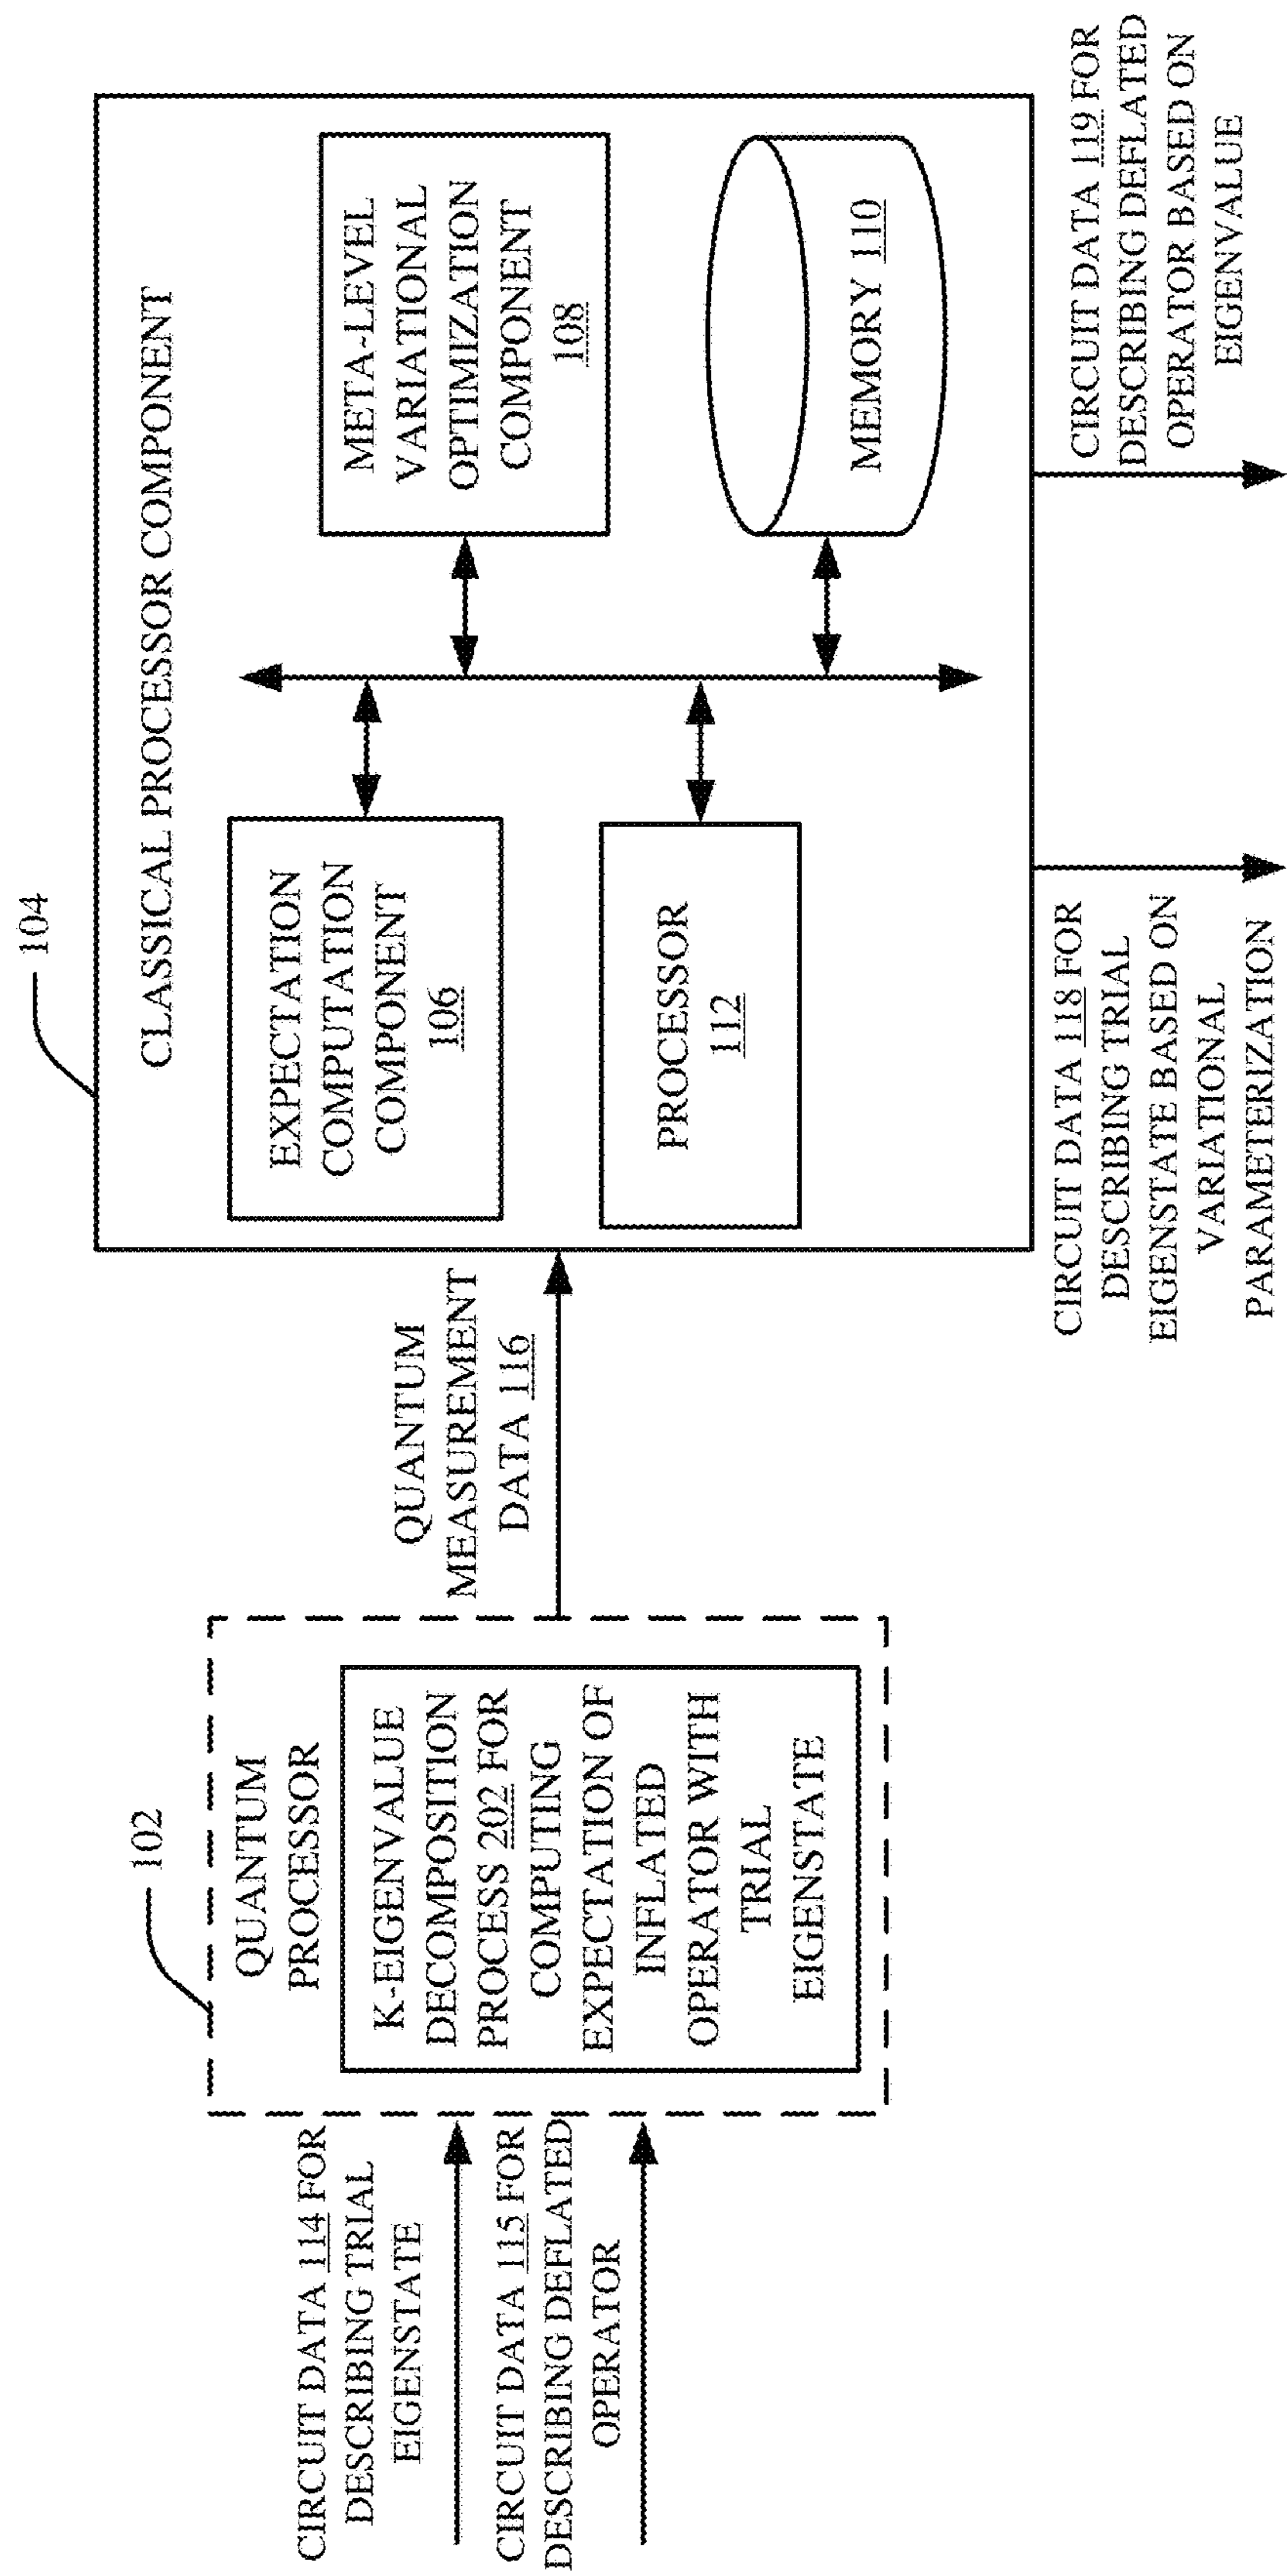 104
CLASSICAL PROCESSOR COMPONENT
EXPECTATION
COMPUTATION
COMPONENT
106
META-LEVEL
VARIATIONAL
OPTIMIZATION
COMPONENT
108
PROCESSOR
112
MEMORY 110
102
QUANTUM
PROCESSOR
K-EIGENVALUE
DECOMPOSITION
PROCESS 202 FOR
COMPUTING
EXPECTATION OF
INFLATED
OPERATOR WITH
TRIAL
EIGENSTATE
QUANTUM
MEASUREMENT
DATA 116
CIRCUIT DATA 114 FOR
DESCRIBING TRIAL
EIGENSTATE
CIRCUIT DATA 115 FOR
DESCRIBING DEFLATED
OPERATOR
CIRCUIT DATA 118 FOR
DESCRIBING TRIAL
EIGENSTATE BASED ON
VARIATIONAL
PARAMETERIZATION
CIRCUIT DATA 119 FOR
DESCRIBING DEFLATED
OPERATOR BASED ON
EIGENVALUE